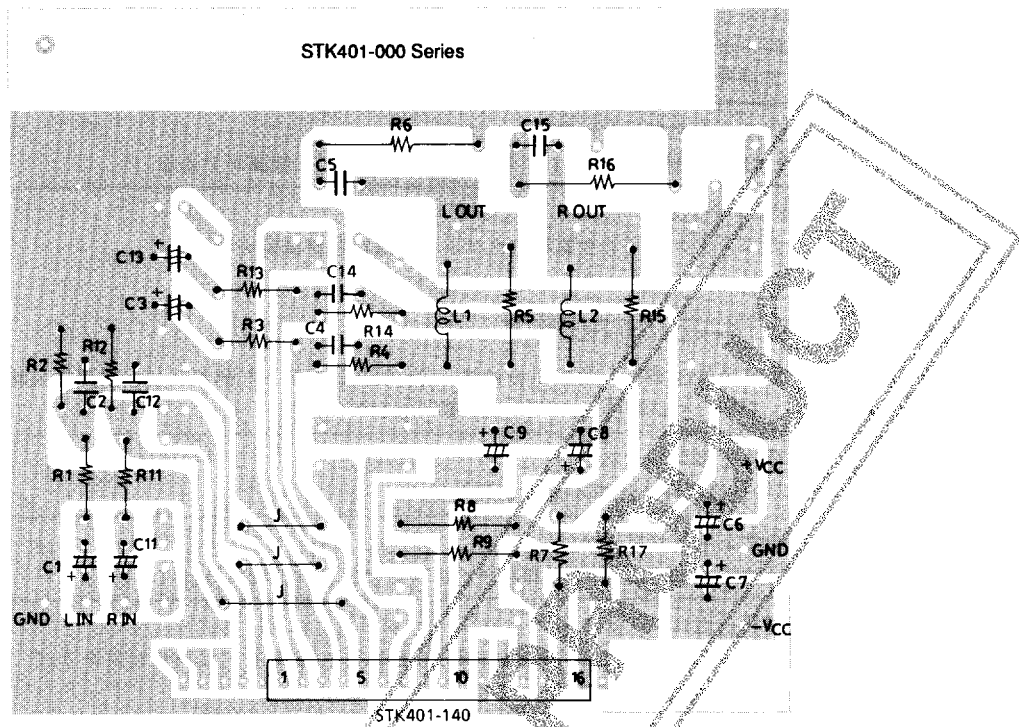 STK401-000 Series
R6
C15
C5
R16
L OUT
R OUT
+
C13
R13
C14
+
C3
R3
C4
R14
R4
L1
R5
L2
R15
R2
R12
C2
C12
+
C9
C8
+
R1
R11
+VCC
+
C6
J
R8
R9
R7
R17
GND
C1
+
C11
+
J
+
C7
J
GND
L IN
R IN
-VCC
1
5
10
16
STK401-140
PRODUCT